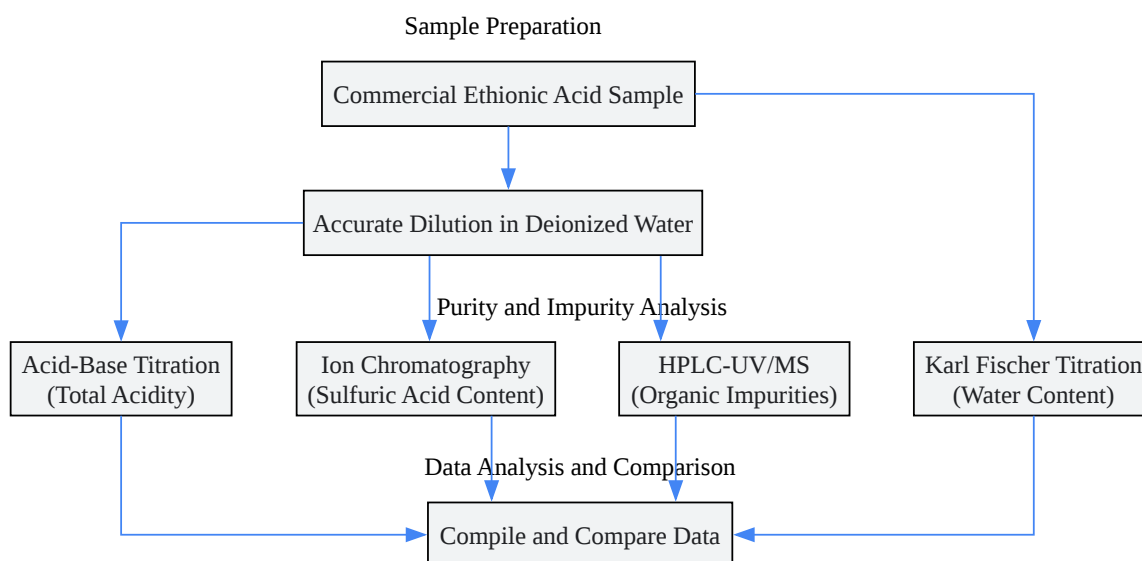 Sample Preparation
Commercial Ethionic Acid Sample
Accurate Dilution in Deionized Water
Purity and Impurity Analysis
Acid-Base Titration
(Total Acidity)
Ion Chromatography
(Sulfuric Acid Content)
HPLC-UV/MS
(Organic Impurities)
Karl Fischer Titration
(Water Content)
Data Analysis and Comparison
Compile and Compare Data